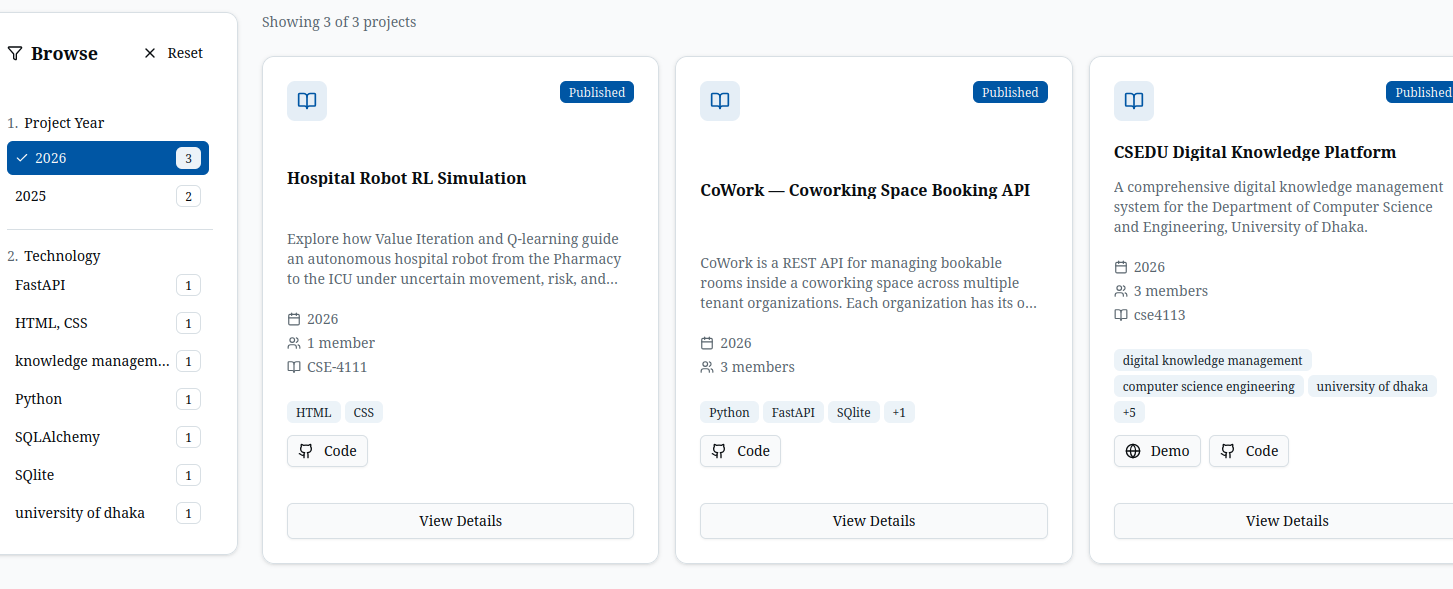 Showing 3 of 3 projects
Browse
Reset
1. Project Year
2026 3
2025 2
2. Technology
FastAPI 1
HTML, CSS 1
knowledge managem... 1
Python 1
SQLAlchemy 1
SQlite 1
university of dhaka 1
Published
Hospital Robot RL Simulation
Explore how Value Iteration and Q-learning guide
an autonomous hospital robot from the Pharmacy
to the ICU under uncertain movement, risk, and...
2026
1 member
CSE-4111
HTML CSS
Code
View Details
Published
CoWork — Coworking Space Booking API
CoWork is a REST API for managing bookable
rooms inside a coworking space across multiple
tenant organizations. Each organization has its o...
2026
3 members
Python FastAPI SQlite +1
Code
View Details
Published
CSEDU Digital Knowledge Platform
A comprehensive digital knowledge management
system for the Department of Computer Science
and Engineering, University of Dhaka.
2026
3 members
cse4113
digital knowledge management
computer science engineering university of dhaka
+5
Demo Code
View Details